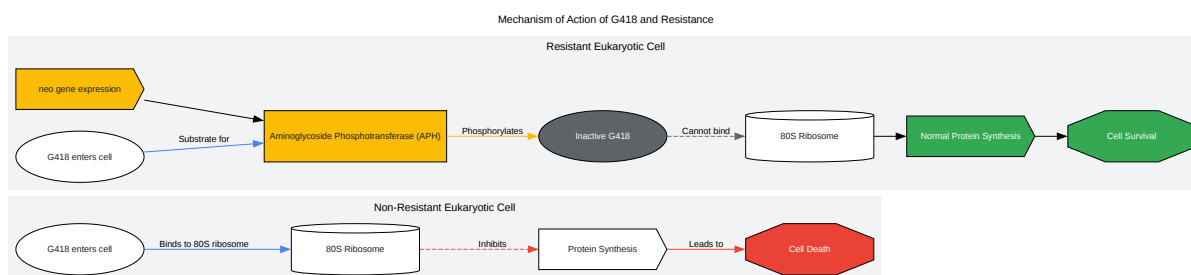 Mechanism of Action of G418 and Resistance
Resistant Eukaryotic Cell
neo gene expression
G418 enters cell
Substrate for
Aminoglycoside Phosphotransferase (APH)
Phosphorylates
Inactive G418
Cannot bind
80S Ribosome
Normal Protein Synthesis
Cell Survival
Non-Resistant Eukaryotic Cell
G418 enters cell
Binds to 80S ribosome
80S Ribosome
Inhibits
Protein Synthesis
Leads to
Cell Death